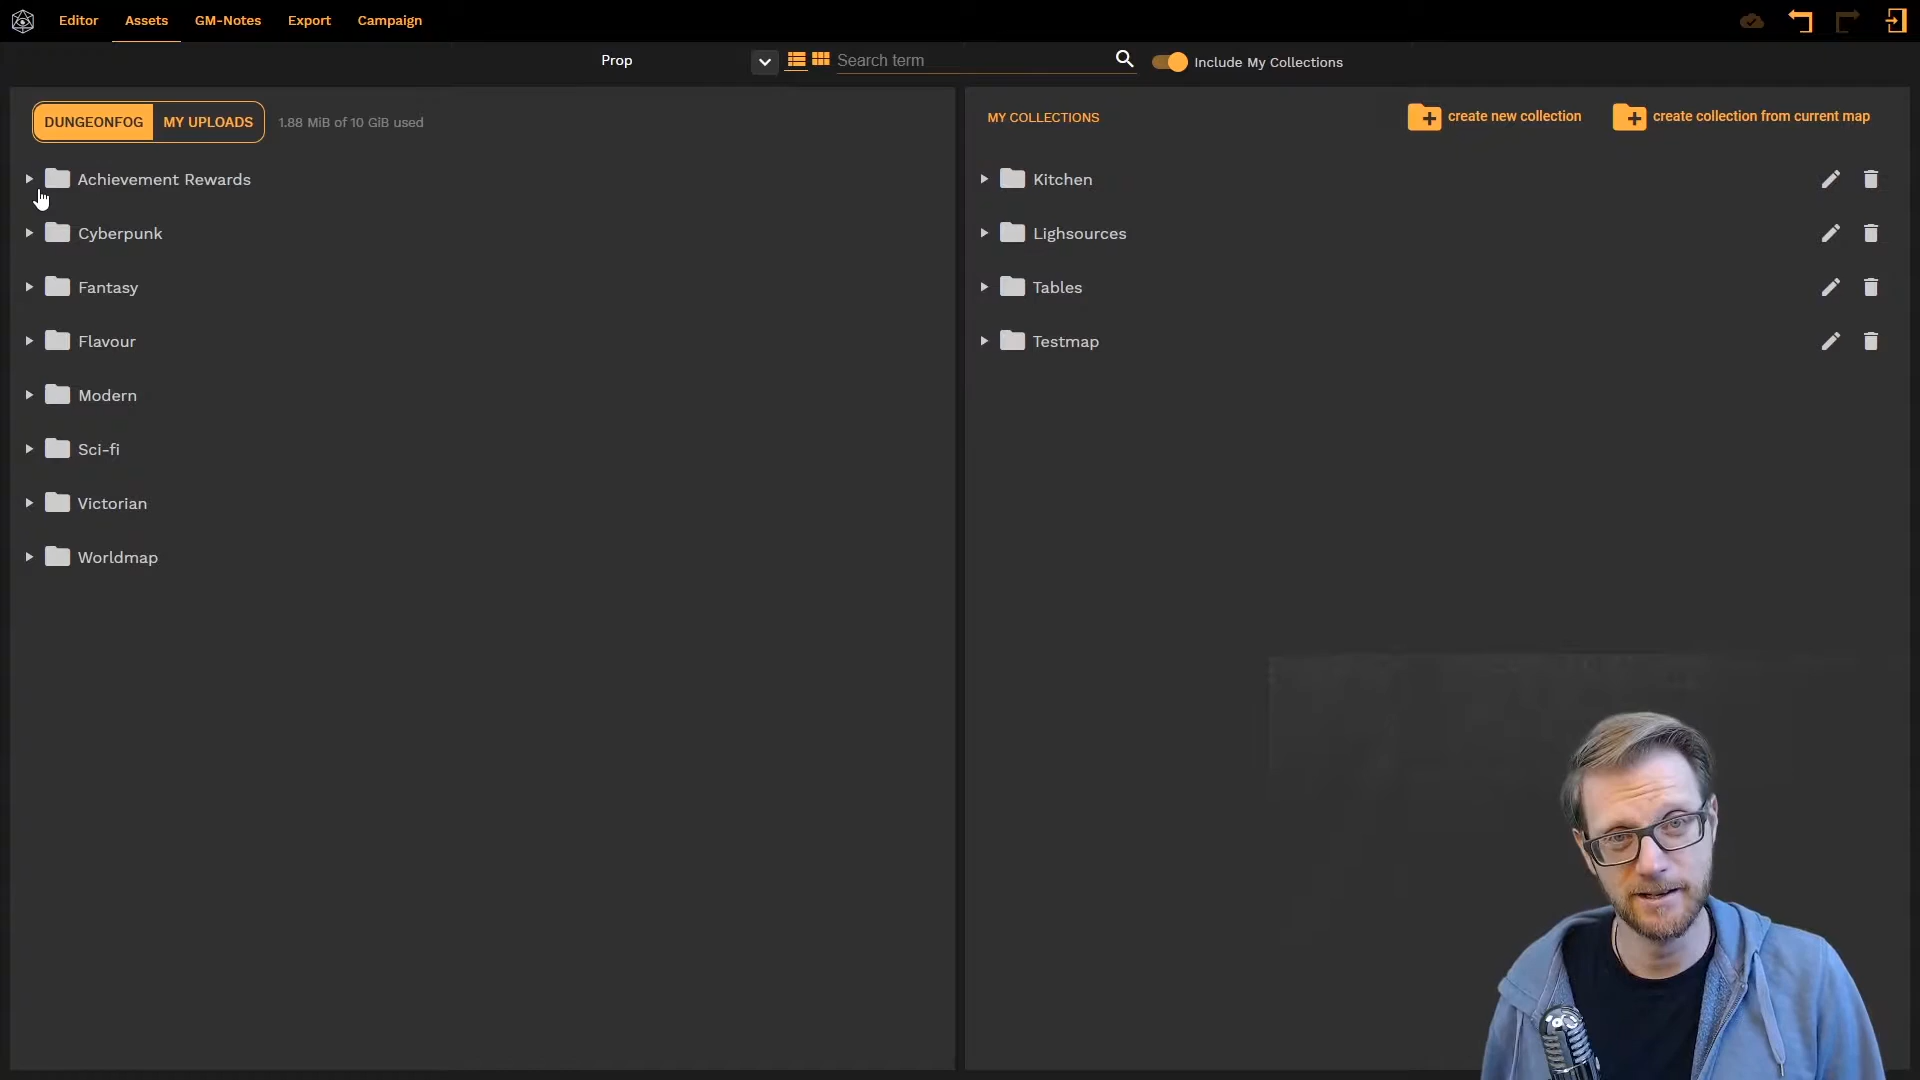 Editor Assets GM-Notes Export Campaign
Prop Search term Include My Collections
DUNGEONFOG MY UPLOADS 1.88 MiB of 10 GiB used
Achievement Rewards
Cyberpunk
Fantasy
Flavour
Modern
Sci-fi
Victorian
Worldmap
MY COLLECTIONS create new collection create collection from current map
Kitchen
Lighsources
Tables
Testmap